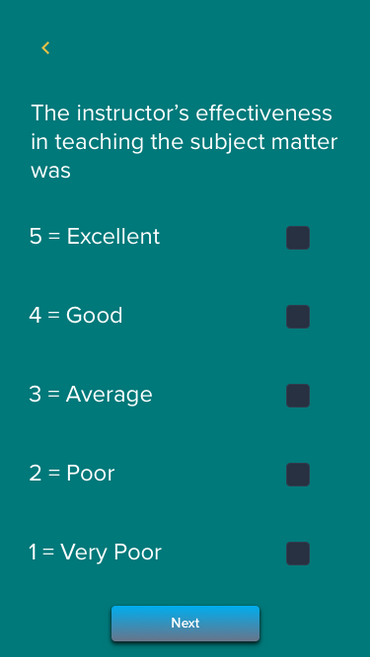 The instructor’s effectiveness
in teaching the subject matter
was
5 = Excellent
4 = Good
3 = Average
2 = Poor
1 = Very Poor
Next